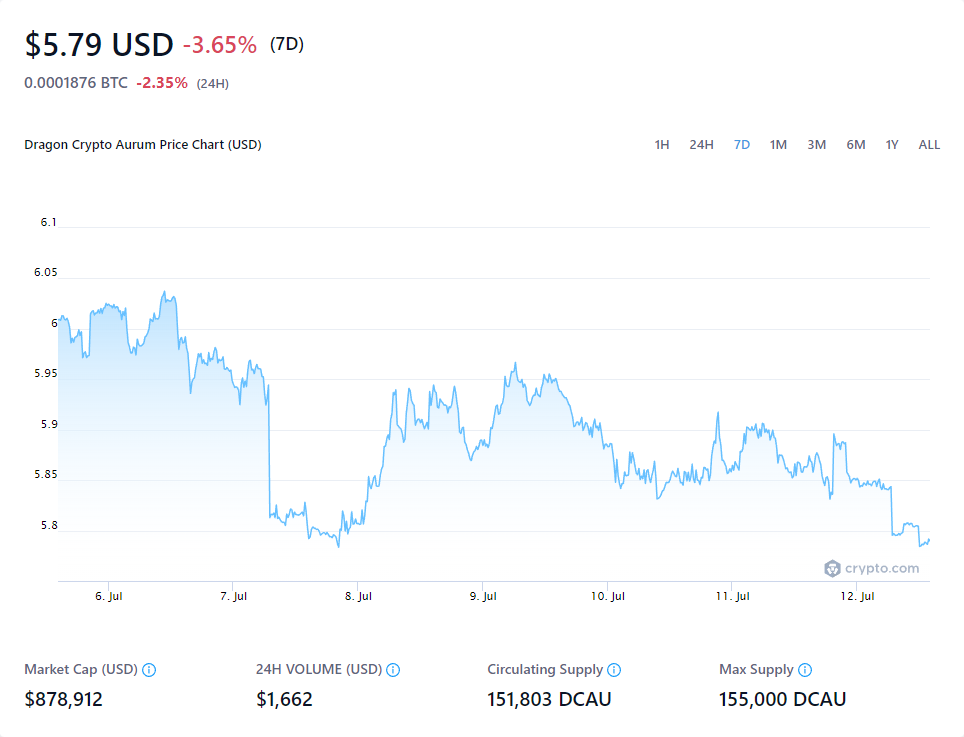 $5.79 USD -3.65% (7D)
0.0001876 BTC -2.35% (24H)
Dragon Crypto Aurum Price Chart (USD) 1H 24H 7D 1M 3M 6M 1Y ALL
6.1
6.05
6
5.95
5.9
5.85
5.8
crypto.com
6. Jul 7. Jul 8. Jul 9. Jul 10. Jul 11. Jul 12. Jul
Market Cap (USD) 24H VOLUME (USD) Circulating Supply Max Supply
$878,912 $1,662 151,803 DCAU 155,000 DCAU